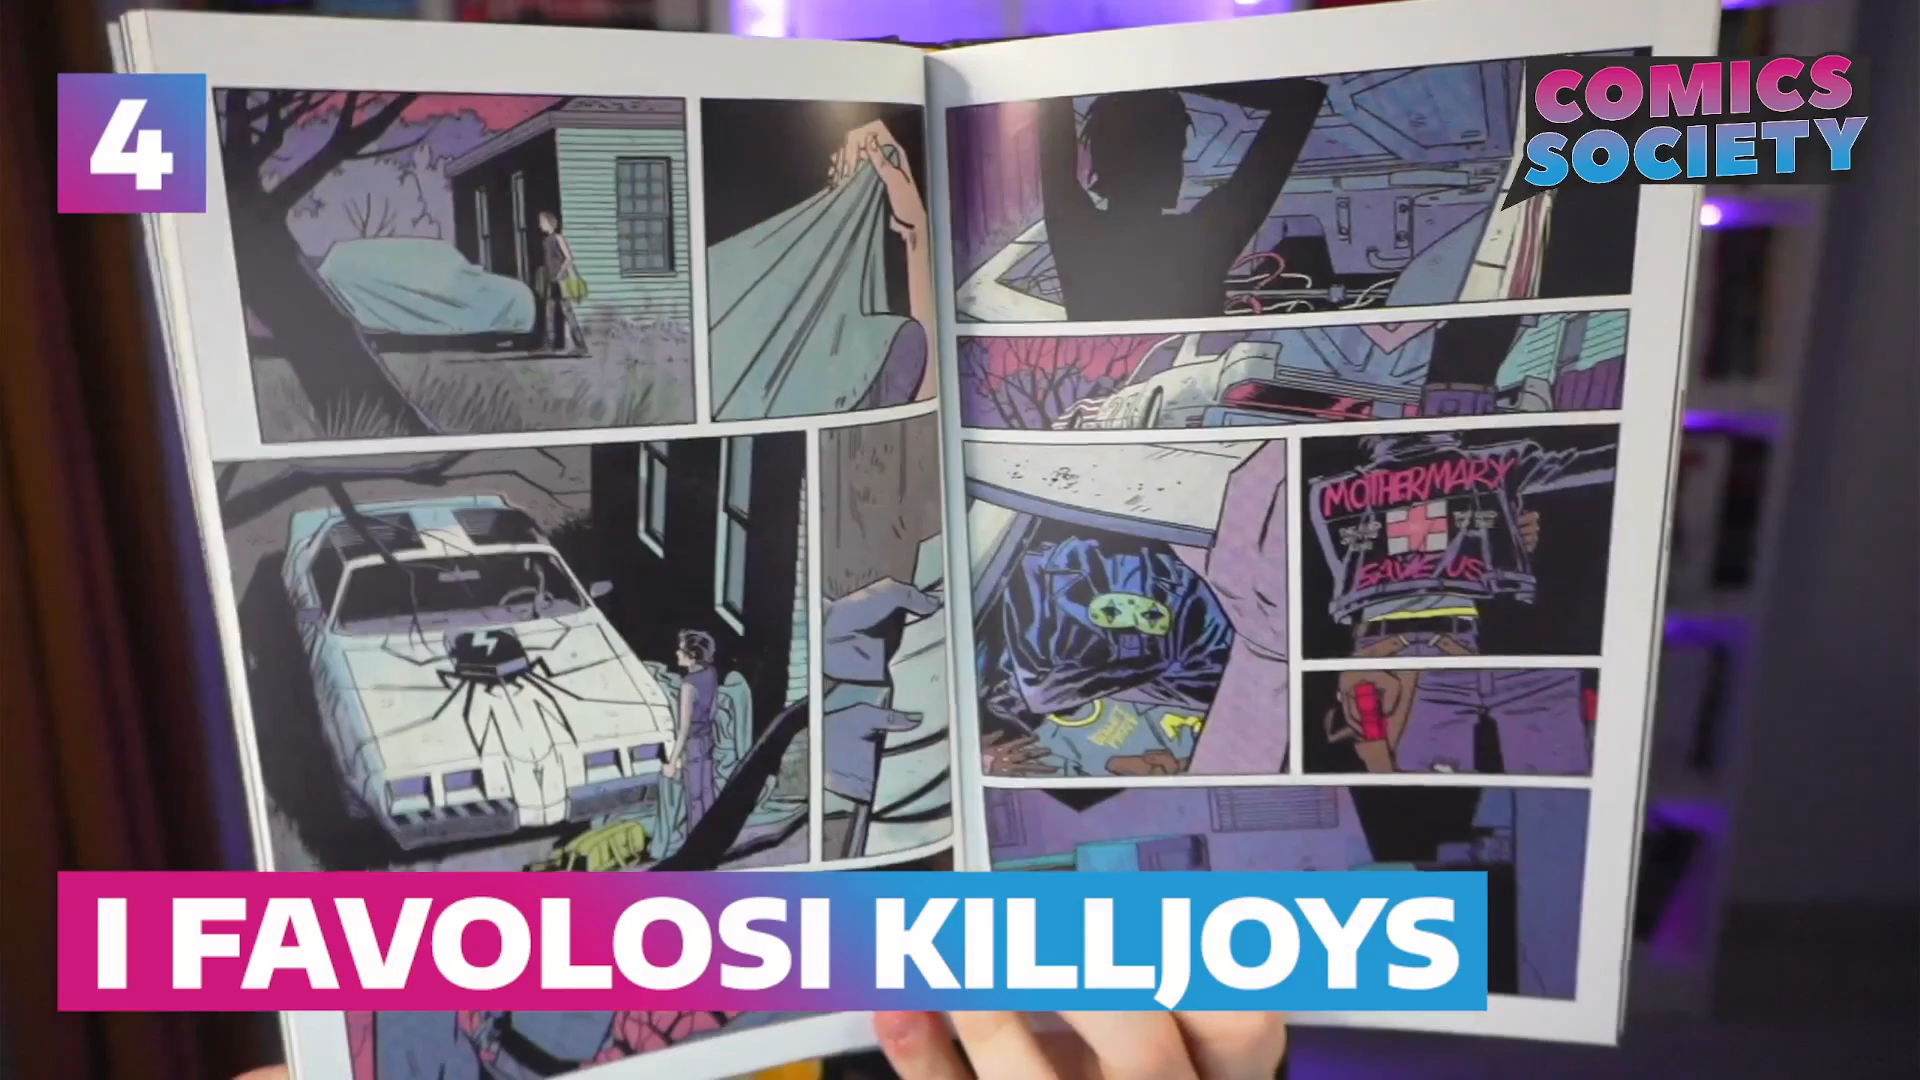 4
COMICS
SOCIETY
MOTHERMARY
SAVE US
I FAVOLOSI KILLJOYS